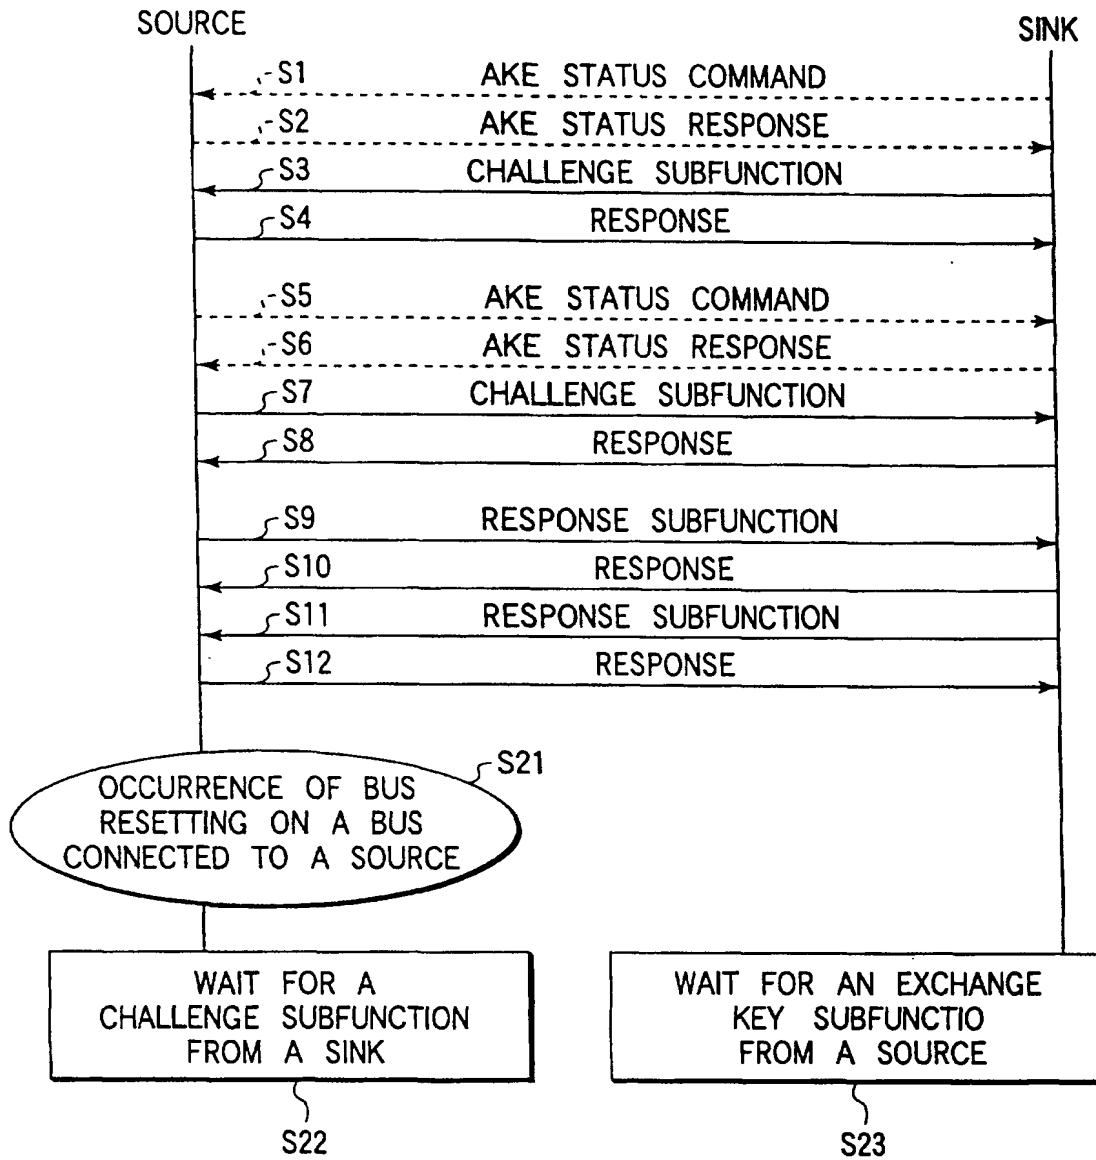 SOURCE
SINK
S1 AKE STATUS COMMAND
S2 AKE STATUS RESPONSE
S3 CHALLENGE SUBFUNCTION
S4 RESPONSE
S5 AKE STATUS COMMAND
S6 AKE STATUS RESPONSE
S7 CHALLENGE SUBFUNCTION
S8 RESPONSE
S9 RESPONSE SUBFUNCTION
S10 RESPONSE
S11 RESPONSE SUBFUNCTION
S12 RESPONSE
S21
OCCURRENCE OF BUS
RESETTING ON A BUS
CONNECTED TO A SOURCE
WAIT FOR A
CHALLENGE SUBFUNCTION
FROM A SINK
S22
WAIT FOR AN EXCHANGE
KEY SUBFUNCTIO
FROM A SOURCE
S23